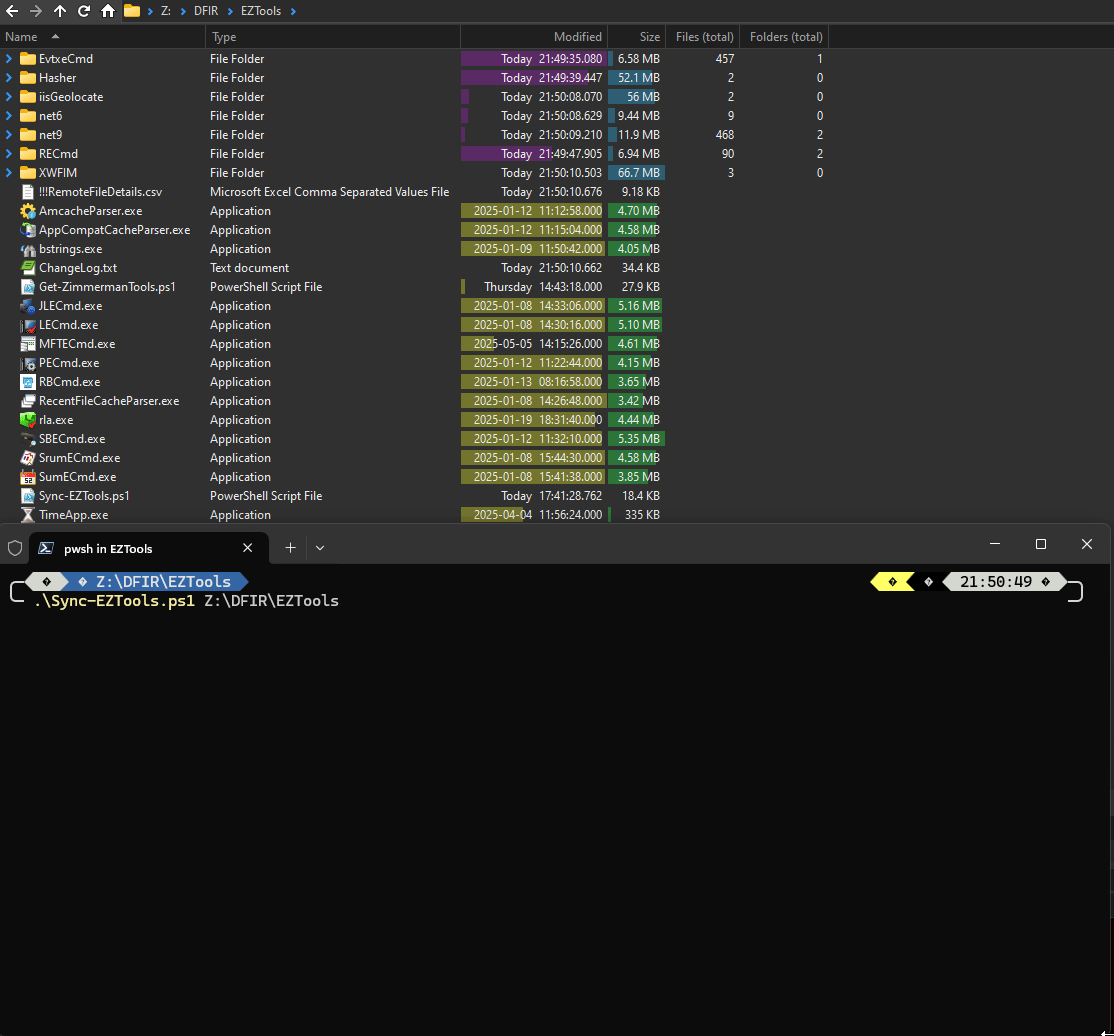 Z: DFIR EZTools
Name Type Modified Size Files (total) Folders (total)
EvtxeCmd File Folder Today 21:49:35.080 6.58 MB 457 1
Hasher File Folder Today 21:49:39.447 52.1 MB 2 0
iisGeolocate File Folder Today 21:50:08.070 56 MB 2 0
net6 File Folder Today 21:50:08.629 9.44 MB 9 0
net9 File Folder Today 21:50:09.210 11.9 MB 468 2
RECmd File Folder Today 21:49:47.905 6.94 MB 90 2
XWFIM File Folder Today 21:50:10.503 66.7 MB 3 0
!!!RemoteFileDetails.csv Microsoft Excel Comma Separated Values File Today 21:50:10.676 9.18 KB
AmcacheParser.exe Application 2025-01-12 11:12:58.000 4.70 MB
AppCompatCacheParser.exe Application 2025-01-12 11:15:04.000 4.58 MB
bstrings.exe Application 2025-01-09 11:50:42.000 4.05 MB
ChangeLog.txt Text document Today 21:50:10.662 34.4 KB
Get-ZimmermanTools.ps1 PowerShell Script File Thursday 14:43:18.000 27.9 KB
JLECmd.exe Application 2025-01-08 14:33:06.000 5.16 MB
LECmd.exe Application 2025-01-08 14:30:16.000 5.10 MB
MFTECmd.exe Application 2025-05-05 14:15:26.000 4.61 MB
PECmd.exe Application 2025-01-12 11:22:44.000 4.15 MB
RBCmd.exe Application 2025-01-13 08:16:58.000 3.65 MB
RecentFileCacheParser.exe Application 2025-01-08 14:26:48.000 3.42 MB
rla.exe Application 2025-01-19 18:31:40.000 4.44 MB
SBECmd.exe Application 2025-01-12 11:32:10.000 5.35 MB
SrumECmd.exe Application 2025-01-08 15:44:30.000 4.58 MB
SumECmd.exe Application 2025-01-08 15:41:38.000 3.85 MB
Sync-EZTools.ps1 PowerShell Script File Today 17:41:28.762 18.4 KB
TimeApp.exe Application 2025-04-04 11:56:24.000 335 KB
pwsh in EZTools
Z:\DFIR\EZTools 21:50:49
.\Sync-EZTools.ps1 Z:\DFIR\EZTools